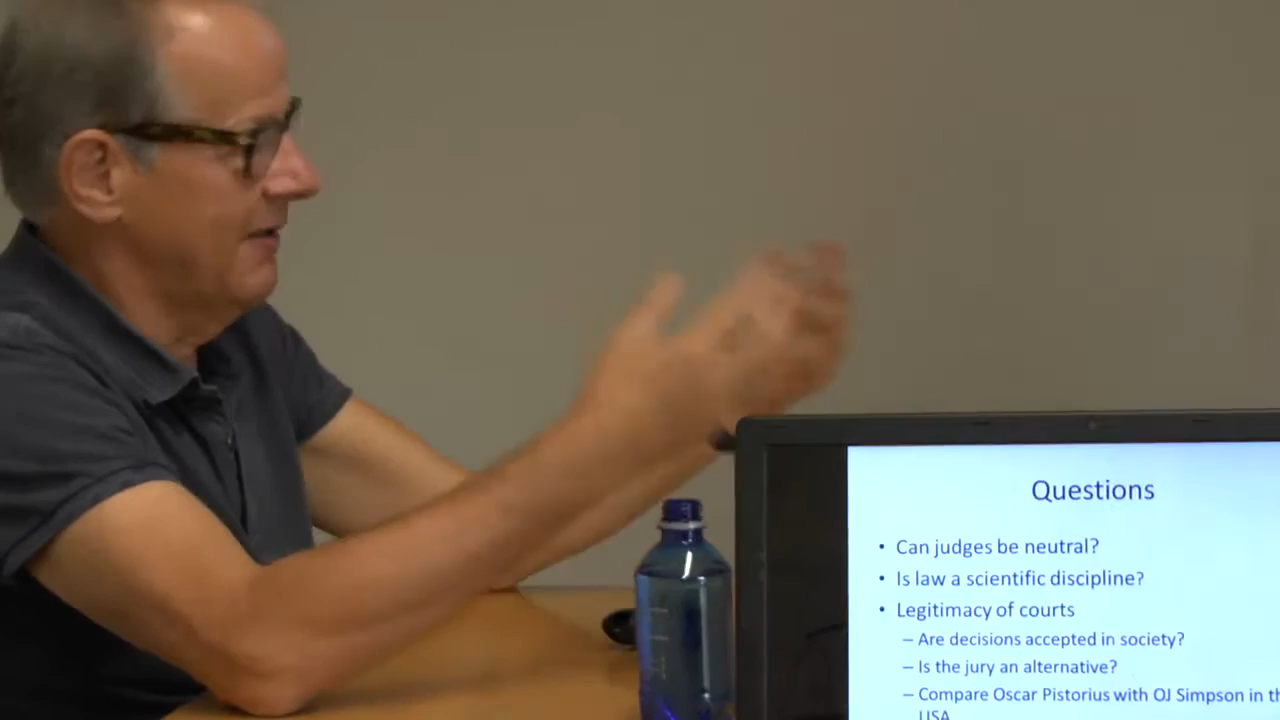 Questions
• Can judges be neutral?
• Is law a scientific discipline?
• Legitimacy of courts
– Are decisions accepted in society?
– Is the jury an alternative?
– Compare Oscar Pistorius with OJ Simpson in
USA